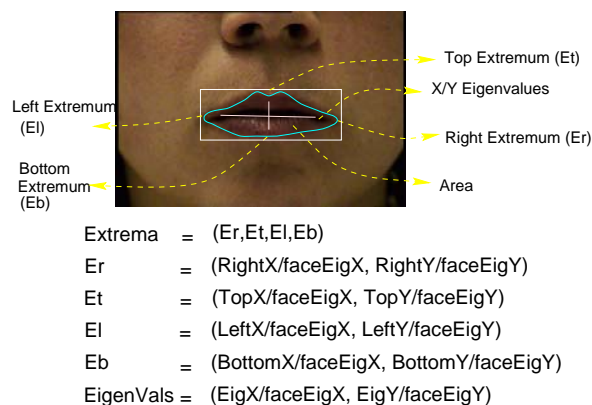 Top Extremum (Et)
X/Y Eigenvalues
Left Extremum
(El)
Right Extremum (Er)
Bottom
Extremum
(Eb)
Area
Extrema = (Er,Et,El,Eb)
Er = (RightX/faceEigX, RightY/faceEigY)
Et = (TopX/faceEigX, TopY/faceEigY)
El = (LeftX/faceEigX, LeftY/faceEigY)
Eb = (BottomX/faceEigX, BottomY/faceEigY)
EigenVals = (EigX/faceEigX, EigY/faceEigY)